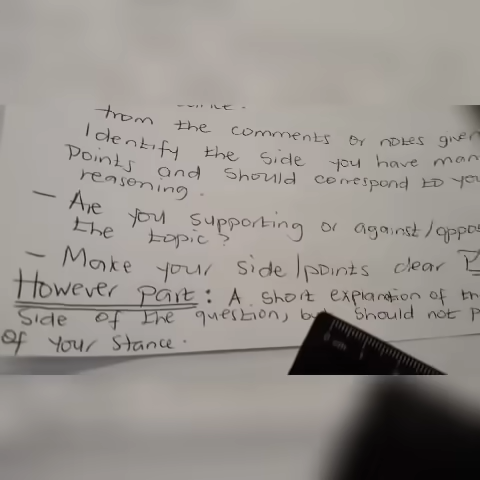 from the comments or notes given
Identify the side you have man
Points and should correspond to you
reasoning.
- Are you supporting or against/oppos
the topic?
- Make your side/points clear
However Part: A short explanation of th
Side of the question, but should not p
of your stance.